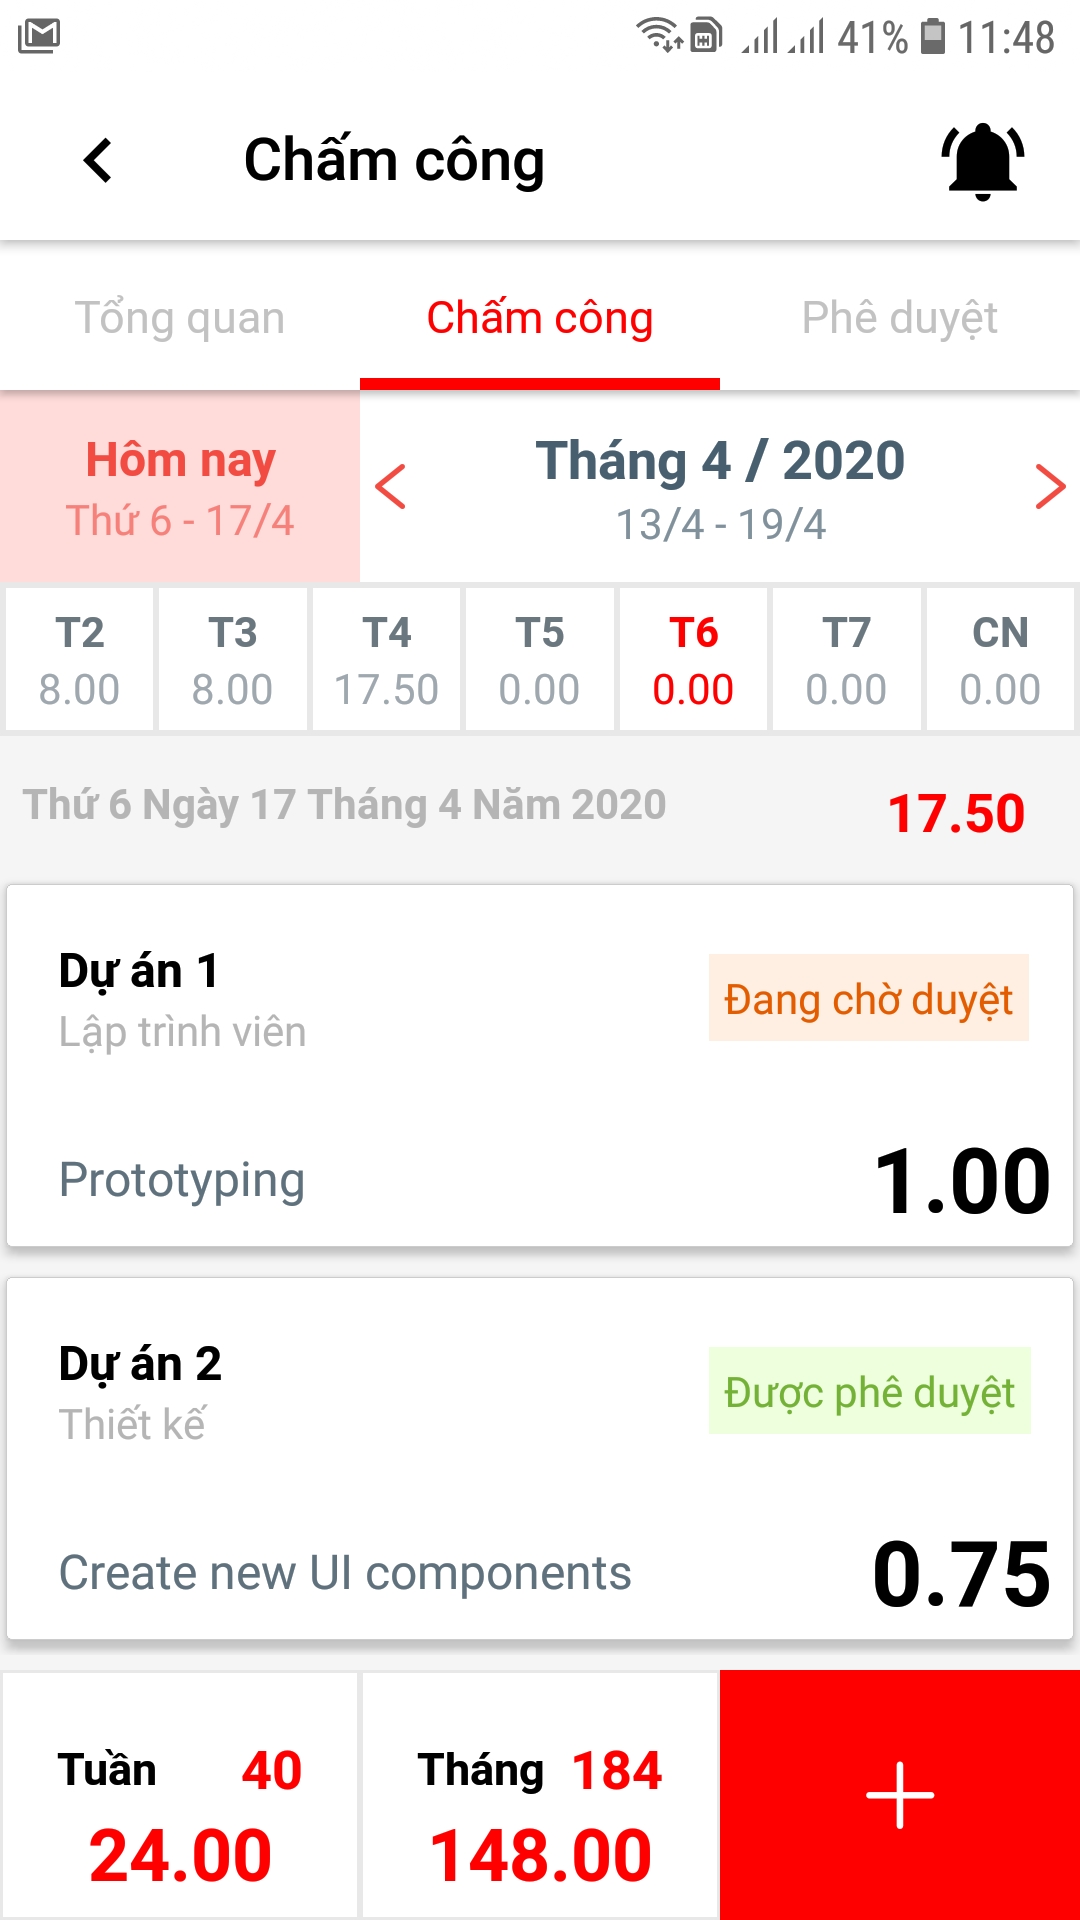 41% 11:48
Chấm công
Tổng quan Chấm công Phê duyệt
Hôm nay
Thứ 6 - 17/4
Tháng 4 / 2020
13/4 - 19/4
T2 T3 T4 T5 T6 T7 CN
8.00 8.00 17.50 0.00 0.00 0.00 0.00
Thứ 6 Ngày 17 Tháng 4 Năm 2020 17.50
Dự án 1
Lập trình viên
Đang chờ duyệt
Prototyping 1.00
Dự án 2
Thiết kế
Được phê duyệt
Create new UI components 0.75
Tuần 40
24.00
Tháng 184
148.00